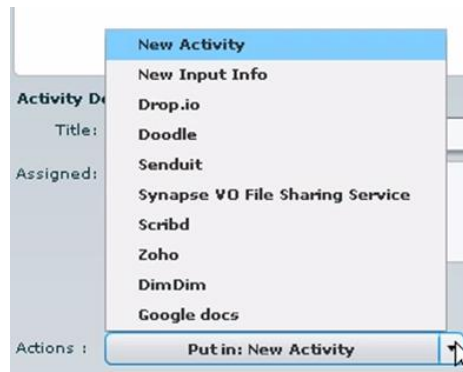 New Activity
New Input Info
Activity De
Drop.io
Title:
Doodle
Assigned:
Senduit
Synapse VO File Sharing Service
Scribd
Zoho
DimDim
Google docs
Actions :
Put in: New Activity